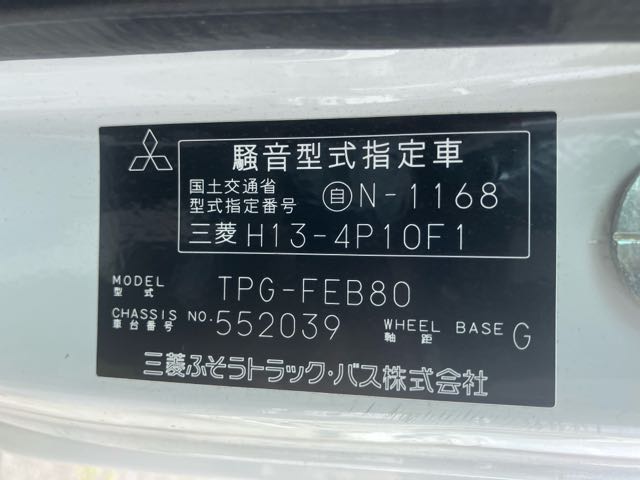 騒音型式指定車
国土交通省
型式指定番号 自N-1168
三菱 H13-4P10F1
MODEL
型式 TPG-FEB80
CHASSIS NO.
車台番号 552039 WHEEL BASE
軸距 G
三菱ふそうトラック・バス株式会社